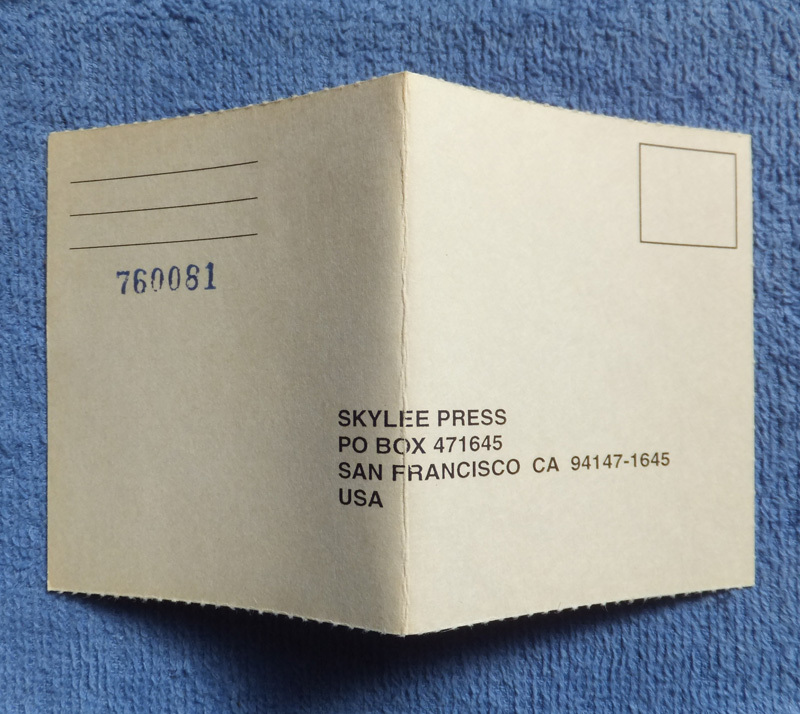 760081
SKYLEE PRESS
PO BOX 471645
SAN FRANCISCO CA 94147-1645
USA